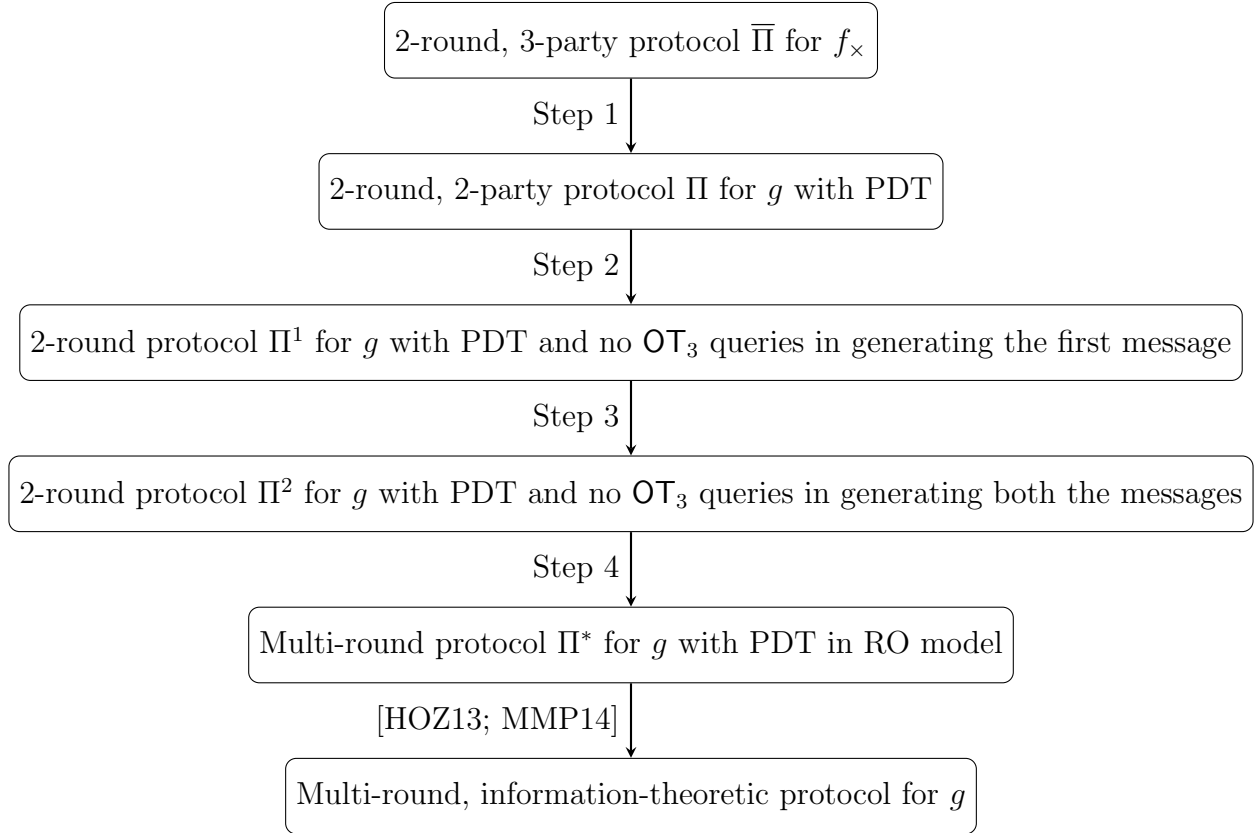 2-round, 3-party protocol Π̅ for f×
Step 1
2-round, 2-party protocol Π for g with PDT
Step 2
2-round protocol Π¹ for g with PDT and no OT₃ queries in generating the first message
Step 3
2-round protocol Π² for g with PDT and no OT₃ queries in generating both the messages
Step 4
Multi-round protocol Π* for g with PDT in RO model
[HOZ13; MMP14]
Multi-round, information-theoretic protocol for g